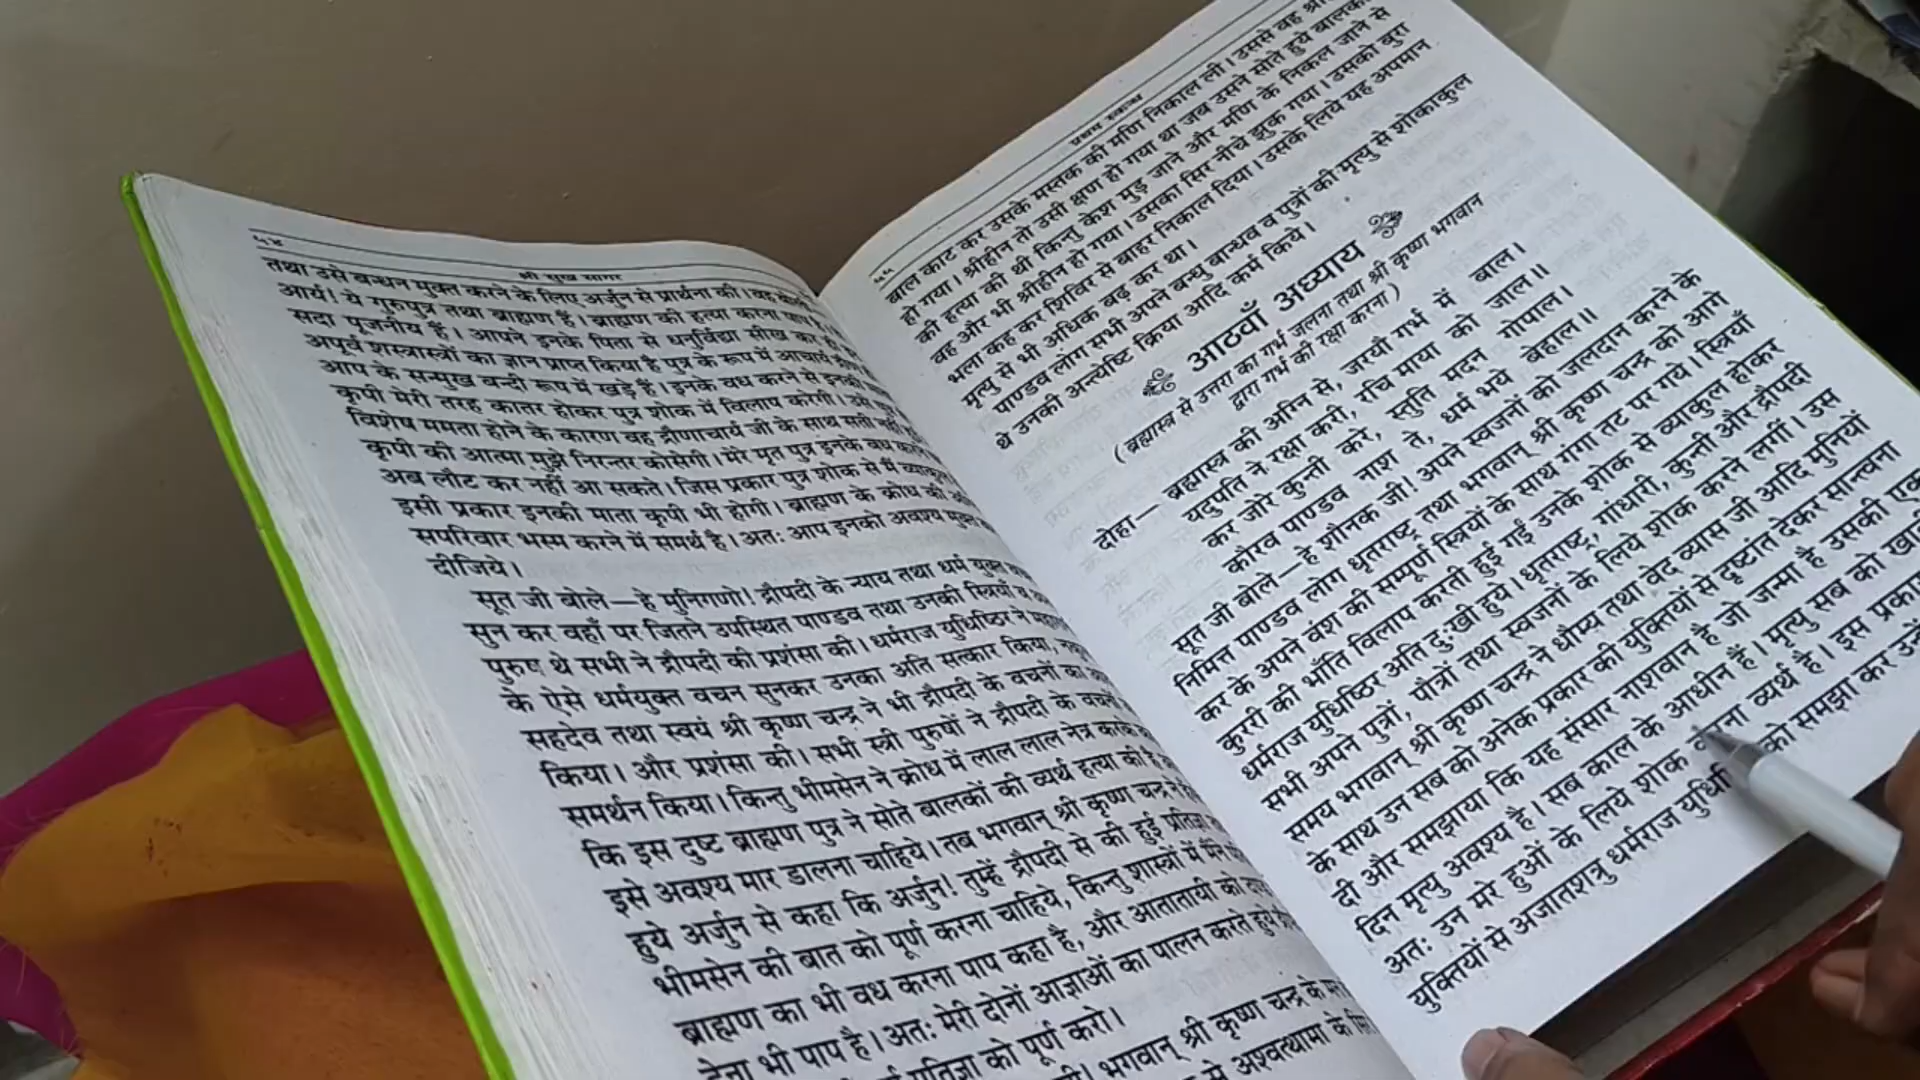 ५४
श्री सुख सागर
तथा उसे बन्धन मुक्त करने के लिए अर्जुन से प्रार्थना की। वह
आर्य! ये गुरुपुत्र तथा ब्राह्मण हैं। ब्राह्मण की हत्या करना पाप है।
सदा पूजनीय हैं। आपने इनके पिता से धनुर्विद्या सीख कर
अपूर्व शस्त्रास्त्रों का ज्ञान प्राप्त किया है पुत्र के रूप में आचार्य
आप के सन्मुख बन्दी रूप में खड़े हैं। इनके वध करने से इनकी
कृपी मेरी तरह कातर होकर पुत्र शोक में विलाप करेगी।
विशेष ममता होने के कारण वह द्रौणाचार्य जी के साथ सती नहीं
कृपी की आत्मा मुझे निरन्तर कोसेगी। मेरे मृत पुत्र इनके वध
अब लौट कर नहीं आ सकते। जिस प्रकार पुत्र शोक से मैं
इसी प्रकार इनकी माता कृपी भी होगी। ब्राह्मण के क्रोध की
सपरिवार भस्म करने में समर्थ है। अतः आप इनको अवश्य मुक्त
दीजिये।
सूत जी बोले—हे मुनिगणो! द्रौपदी के न्याय तथा धर्म युक्त
सुन कर वहाँ पर जितने उपस्थित पाण्डव तथा उनकी स्त्रियाँ व
पुरुष थे सभी ने द्रौपदी की प्रशंसा की। धर्मराज युधिष्ठिर ने
के ऐसे धर्मयुक्त वचन सुनकर उनका अति सत्कार किया,
सहदेव तथा स्वयं श्री कृष्ण चन्द्र ने भी द्रौपदी के वचनों का
किया। और प्रशंसा की। सभी स्त्री पुरुषों ने द्रौपदी के वचनों
समर्थन किया। किन्तु भीमसेन ने क्रोध में लाल लाल नेत्र
कि इस दुष्ट ब्राह्मण पुत्र ने सोते बालकों की व्यर्थ हत्या की है
इसे अवश्य मार डालना चाहिये। तब भगवान् श्री कृष्ण चन्द्र ने
हुये अर्जुन से कहा कि अर्जुन! तुम्हें द्रौपदी से की हुई प्रतिज्ञा
भीमसेन की बात को पूर्ण करना चाहिये, किन्तु शास्त्रों में मैंने
ब्राह्मण का भी वध करना पाप कहा है, और आतातायी को
देना भी पाप है। अतः मेरी दोनों आज्ञाओं का पालन करते हुये
प्रतिज्ञा को पूर्ण करो।
भगवान् श्री कृष्ण चन्द्र के
से अश्वत्थामा के सिर
५५
प्रथम स्कन्ध
बाल काट कर उसके मस्तक की मणि निकाल ली। उससे वह
हो गया। श्रीहीन तो उसी क्षण हो गया था जब उसने सोते हुये बालकों
की हत्या की थी किन्तु केश मुड़ जाने और मणि के निकल जाने से
वह और भी श्रीहीन हो गया। उसका सिर नीचे झुक गया। उसको बुरा
भला कह कर शिविर से बाहर निकाल दिया। उसके लिये यह अपमान
मृत्यु से भी अधिक बढ़ कर था।
पाण्डव लोग सभी अपने बन्धु बान्धव व पुत्रों की मृत्यु से शोकाकुल
थे उनकी अन्त्येष्टि क्रिया आदि कर्म किये।
आठवाँ अध्याय
(ब्रह्मास्त्र से उत्तरा का गर्भ जलना तथा श्री कृष्ण भगवान
द्वारा गर्भ की रक्षा करना)
दोहा— ब्रह्मास्त्र की अग्नि से, जरयौ गर्भ में बाल।
यदुपति ने रक्षा करी, रचि माया को जाल॥
कर जोरे कुन्ती करे, स्तुति मदन गोपाल।
कौरव पाण्डव नाश ते, धर्म भये बेहाल॥
सूत जी बोले—हे शौनक जी! अपने स्वजनों को जलदान करने के
निमित्त पाण्डव लोग धृतराष्ट्र तथा भगवान् श्री कृष्ण चन्द्र को आगे
कर के अपने वंश की सम्पूर्ण स्त्रियों के साथ गंगा तट पर गये। स्त्रियाँ
कुररी की भाँति विलाप करती हुई गईं उनके शोक से व्याकुल होकर
धर्मराज युधिष्ठिर अति दुःखी हुये। धृतराष्ट्र, गांधारी, कुन्ती और द्रौपदी
सभी अपने पुत्रों, पौत्रों तथा स्वजनों के लिये शोक करने लगीं। उस
समय भगवान् श्री कृष्ण चन्द्र ने धौम्य तथा वेद व्यास जी आदि मुनियों
के साथ उन सब को अनेक प्रकार की युक्तियों से दृष्टांत देकर सान्त्वना
दी और समझाया कि यह संसार नाशवान है जो जन्मा है उसकी एक
दिन मृत्यु अवश्य है। सब काल के आधीन हैं। मृत्यु सब को
अतः उन मरे हुओं के लिये शोक करना व्यर्थ है। इस प्रकार
युक्तियों से अजातशत्रु धर्मराज को समझा कर